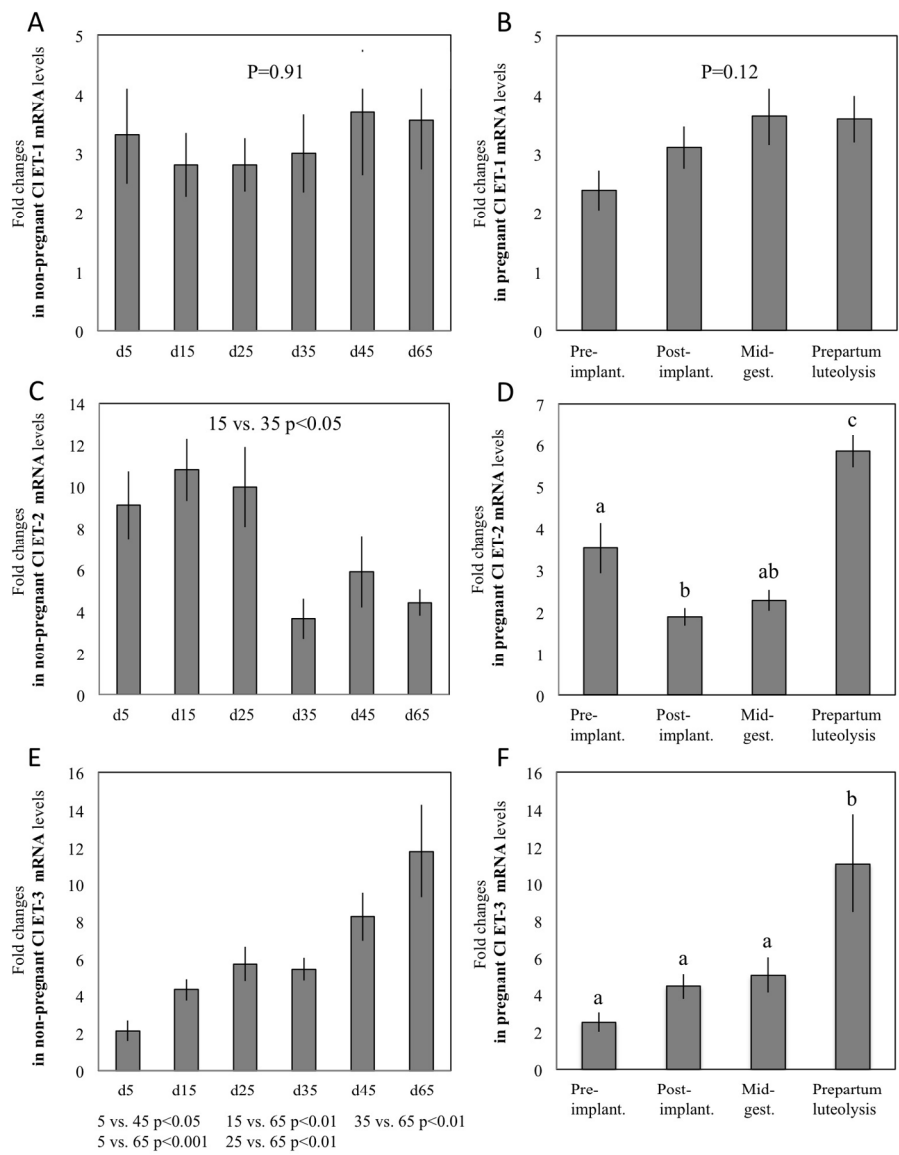 A
Fold changes
in non-pregnant Cl ET-1 mRNA levels
5
4
3
2
1
0
P=0.91
d5 d15 d25 d35 d45 d65
B
Fold changes
in pregnant Cl ET-1 mRNA levels
5
4
3
2
1
0
P=0.12
Pre- Post- Mid- Prepartum
implant. implant. gest. luteolysis
C
Fold changes
in non-pregnant Cl ET-2 mRNA levels
14
12
10
8
6
4
2
0
15 vs. 35 p<0.05
d5 d15 d25 d35 d45 d65
D
Fold changes
in pregnant Cl ET-2 mRNA levels
7
6
5
4
3
2
1
0
a
b
ab
c
Pre- Post- Mid- Prepartum
implant. implant. gest. luteolysis
E
Fold changes
in non-pregnant Cl ET-3 mRNA levels
16
14
12
10
8
6
4
2
0
d5 d15 d25 d35 d45 d65
5 vs. 45 p<0.05 15 vs. 65 p<0.01 35 vs. 65 p<0.01
5 vs. 65 p<0.001 25 vs. 65 p<0.01
F
Fold changes
in pregnant Cl ET-3 mRNA levels
16
14
12
10
8
6
4
2
0
a
a
a
b
Pre- Post- Mid- Prepartum
implant. implant. gest. luteolysis